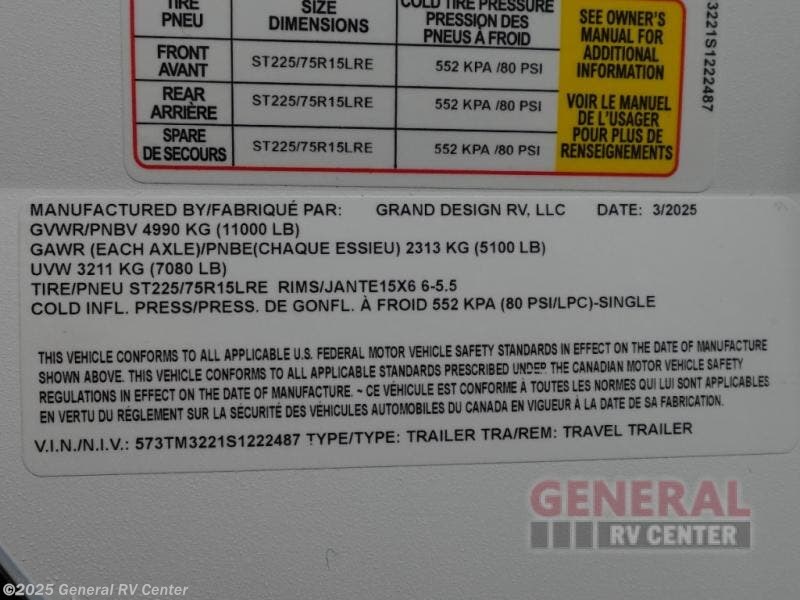 TIRE
PNEU
SIZE
DIMENSIONS
COLD TIRE PRESSURE
PRESSION DES
PNEUS À FROID
SEE OWNER'S
MANUAL FOR
ADDITIONAL
INFORMATION
FRONT
AVANT
ST225/75R15LRE
552 KPA /80 PSI
REAR
ARRIÈRE
ST225/75R15LRE
552 KPA /80 PSI
VOIR LE MANUEL
DE L'USAGER
POUR PLUS DE
RENSEIGNEMENTS
SPARE
DE SECOURS
ST225/75R15LRE
552 KPA /80 PSI
3221S1222487
MANUFACTURED BY/FABRIQUÉ PAR: GRAND DESIGN RV, LLC DATE: 3/2025
GVWR/PNBV 4990 KG (11000 LB)
GAWR (EACH AXLE)/PNBE(CHAQUE ESSIEU) 2313 KG (5100 LB)
UVW 3211 KG (7080 LB)
TIRE/PNEU ST225/75R15LRE RIMS/JANTE15X6 6-5.5
COLD INFL. PRESS/PRESS. DE GONFL. À FROID 552 KPA (80 PSI/LPC)-SINGLE
THIS VEHICLE CONFORMS TO ALL APPLICABLE U.S. FEDERAL MOTOR VEHICLE SAFETY STANDARDS IN EFFECT ON THE DATE OF MANUFACTURE
SHOWN ABOVE. THIS VEHICLE CONFORMS TO ALL APPLICABLE STANDARDS PRESCRIBED UNDER THE CANADIAN MOTOR VEHICLE SAFETY
REGULATIONS IN EFFECT ON THE DATE OF MANUFACTURE. ~ CE VÉHICULE EST CONFORME À TOUTES LES NORMES QUI LUI SONT APPLICABLES
EN VERTU DU RÉGLEMENT SUR LA SÉCURITÉ DES VÉHICULES AUTOMOBILES DU CANADA EN VIGUEUR À LA DATE DE SA FABRICATION.
V.I.N./N.I.V.: 573TM3221S1222487 TYPE/TYPE: TRAILER TRA/REM: TRAVEL TRAILER
GENERAL
RV CENTER
©2025 General RV Center